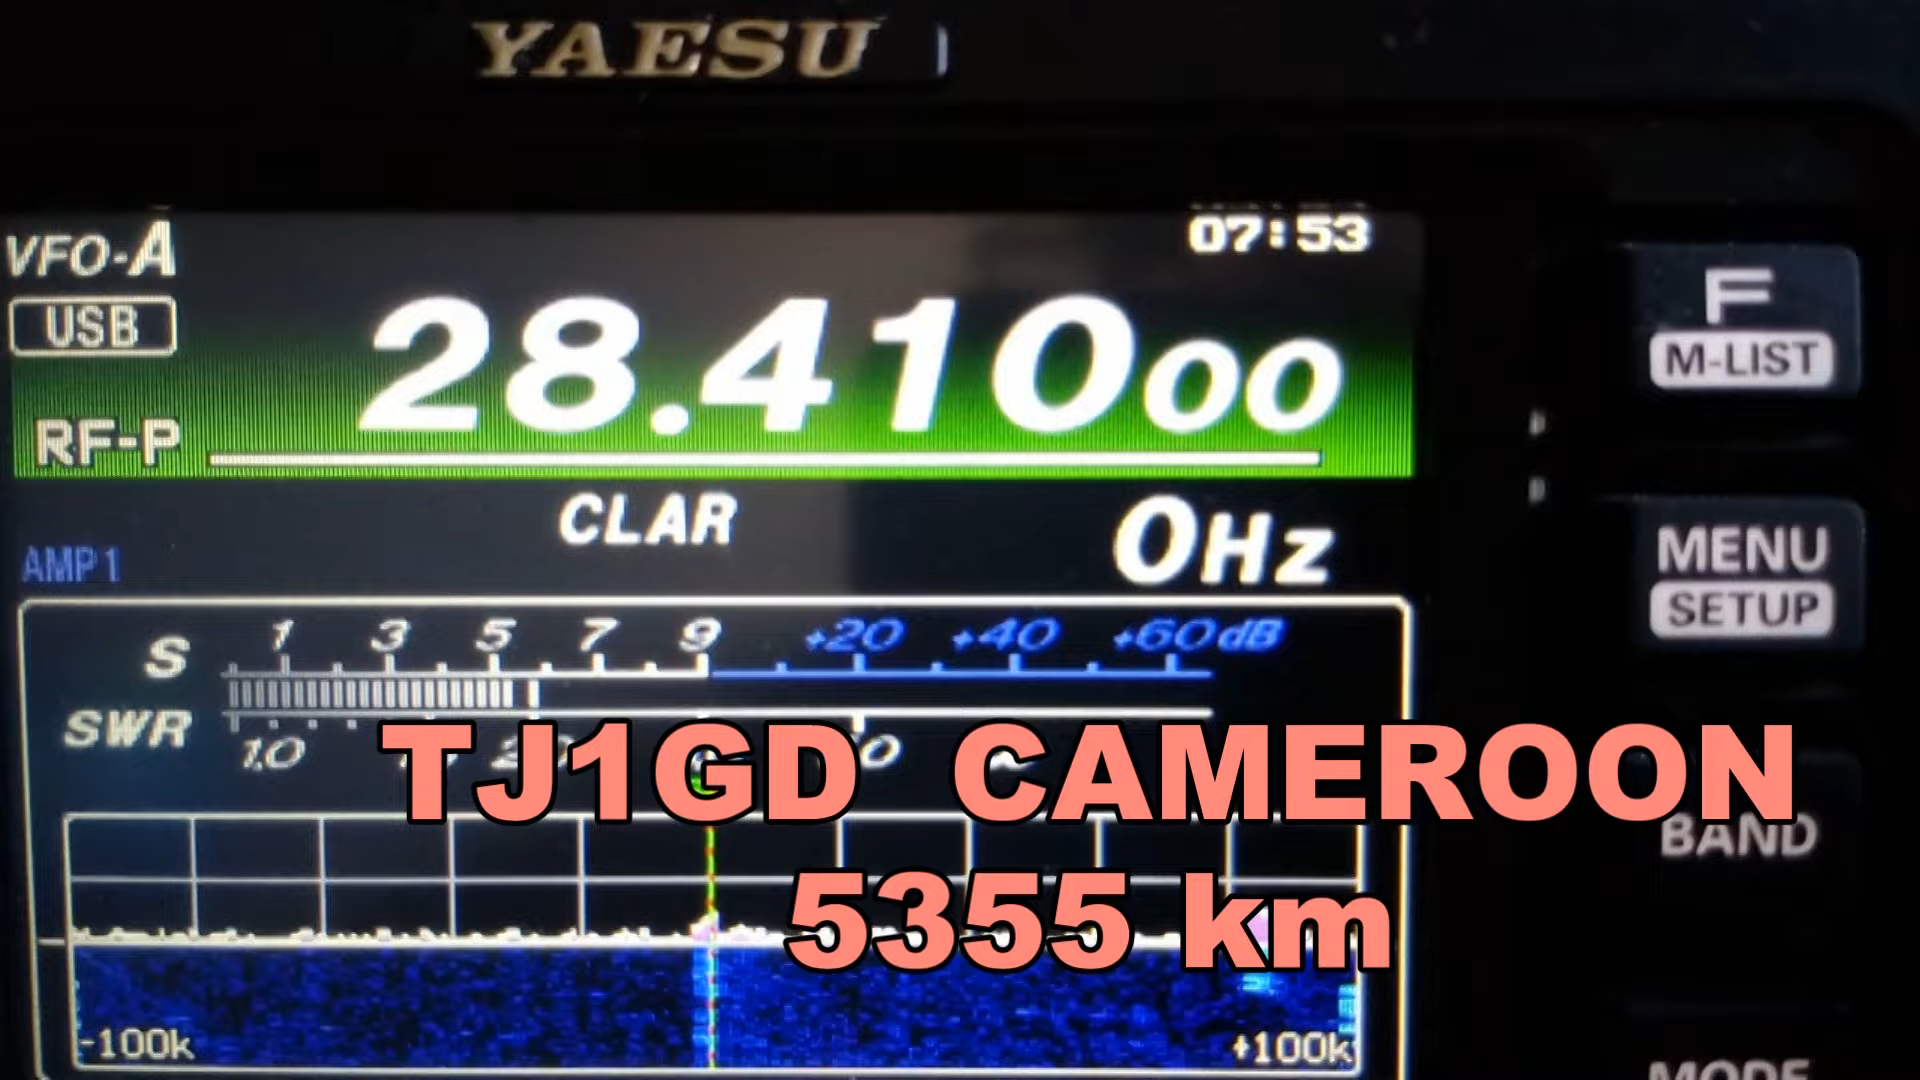 YAESU
07:53
VFO-A
USB
28.41000
RF-P
F
M-LIST
CLAR 0Hz
AMP1
MENU
SETUP
S 1 3 5 7 9 +20 +40 +60dB
SWR
1.0
TJ1GD CAMEROON
BAND
5355 km
-100k +100k
MODE